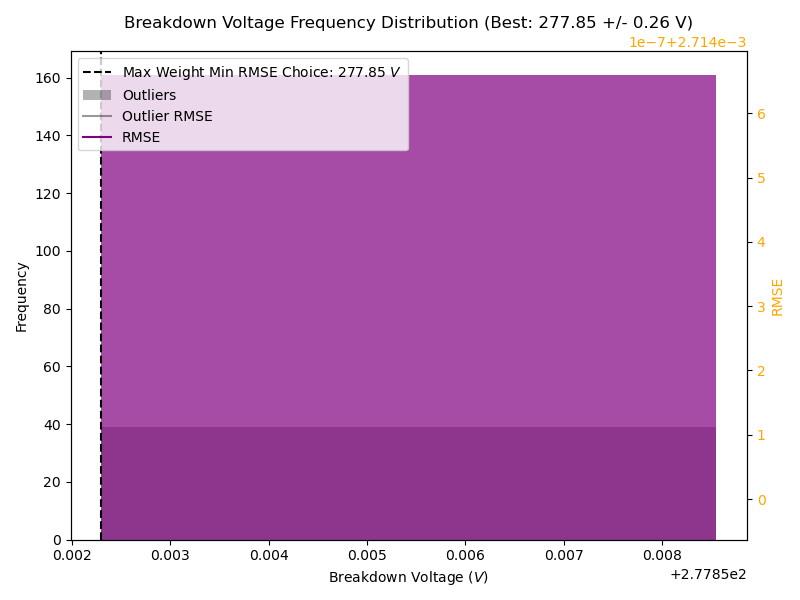 Breakdown Voltage Frequency Distribution (Best: 277.85 +/- 0.26 V)
1e−7+2.714e−3
Max Weight Min RMSE Choice: 277.85 V
Outliers
Outlier RMSE
RMSE
160
140
120
100
80
60
40
20
0
Frequency
6
5
4
3
2
1
0
RMSE
0.002 0.003 0.004 0.005 0.006 0.007 0.008
+2.7785e2
Breakdown Voltage (V)